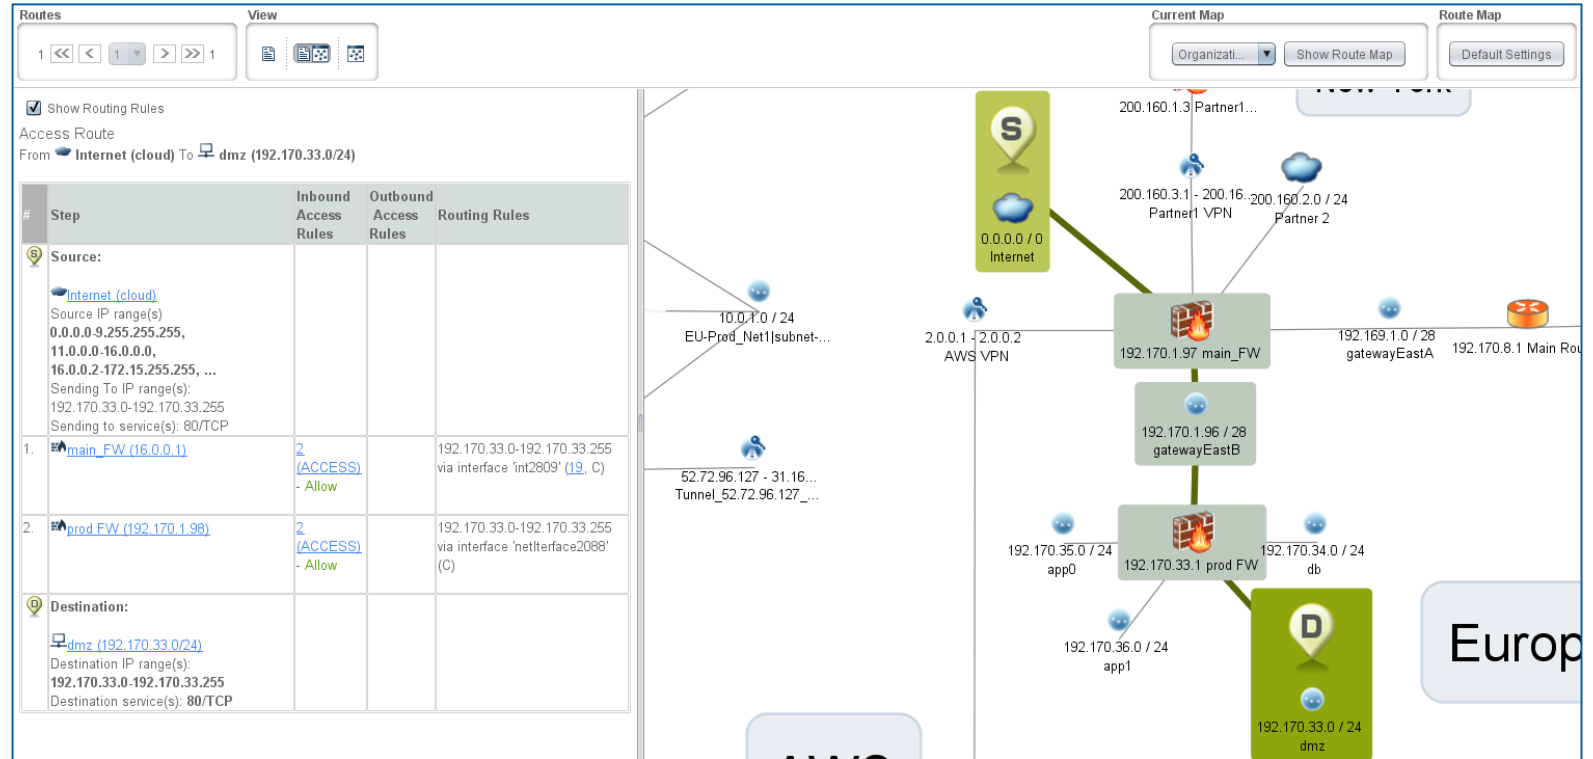 Routes
View
Current Map
Route Map
1
1
1
Organizati...
Show Route Map
Default Settings
Show Routing Rules
Access Route
From Internet (cloud) To dmz (192.170.33.0/24)
# Step Inbound Access Rules Outbound Access Rules Routing Rules
S Source:
Internet (cloud)
Source IP range(s)
0.0.0.0-9.255.255.255,
11.0.0.0-16.0.0.0,
16.0.0.2-172.15.255.255, ...
Sending To IP range(s):
192.170.33.0-192.170.33.255
Sending to service(s): 80/TCP
1. main_FW (16.0.0.1)
2
(ACCESS)
- Allow
192.170.33.0-192.170.33.255
via interface 'int2809' (19, C)
2. prod FW (192.170.1.98)
2
(ACCESS)
- Allow
192.170.33.0-192.170.33.255
via interface 'netIterface2088'
(C)
D Destination:
dmz (192.170.33.0/24)
Destination IP range(s):
192.170.33.0-192.170.33.255
Destination service(s): 80/TCP
New York
200.160.1.3 Partner1...
S
0.0.0.0 / 0
Internet
200.160.3.1 - 200.16...
Partner1 VPN
200.160.2.0 / 24
Partner 2
10.0.1.0 / 24
EU-Prod_Net1|subnet-...
2.0.0.1 - 2.0.0.2
AWS VPN
192.170.1.97 main_FW
192.169.1.0 / 28
gatewayEastA
192.170.8.1 Main Rou
192.170.1.96 / 28
gatewayEastB
52.72.96.127 - 31.16...
Tunnel_52.72.96.127_...
192.170.35.0 / 24
app0
192.170.33.1 prod FW
192.170.34.0 / 24
db
192.170.36.0 / 24
app1
D
192.170.33.0 / 24
dmz
Europ
AWS